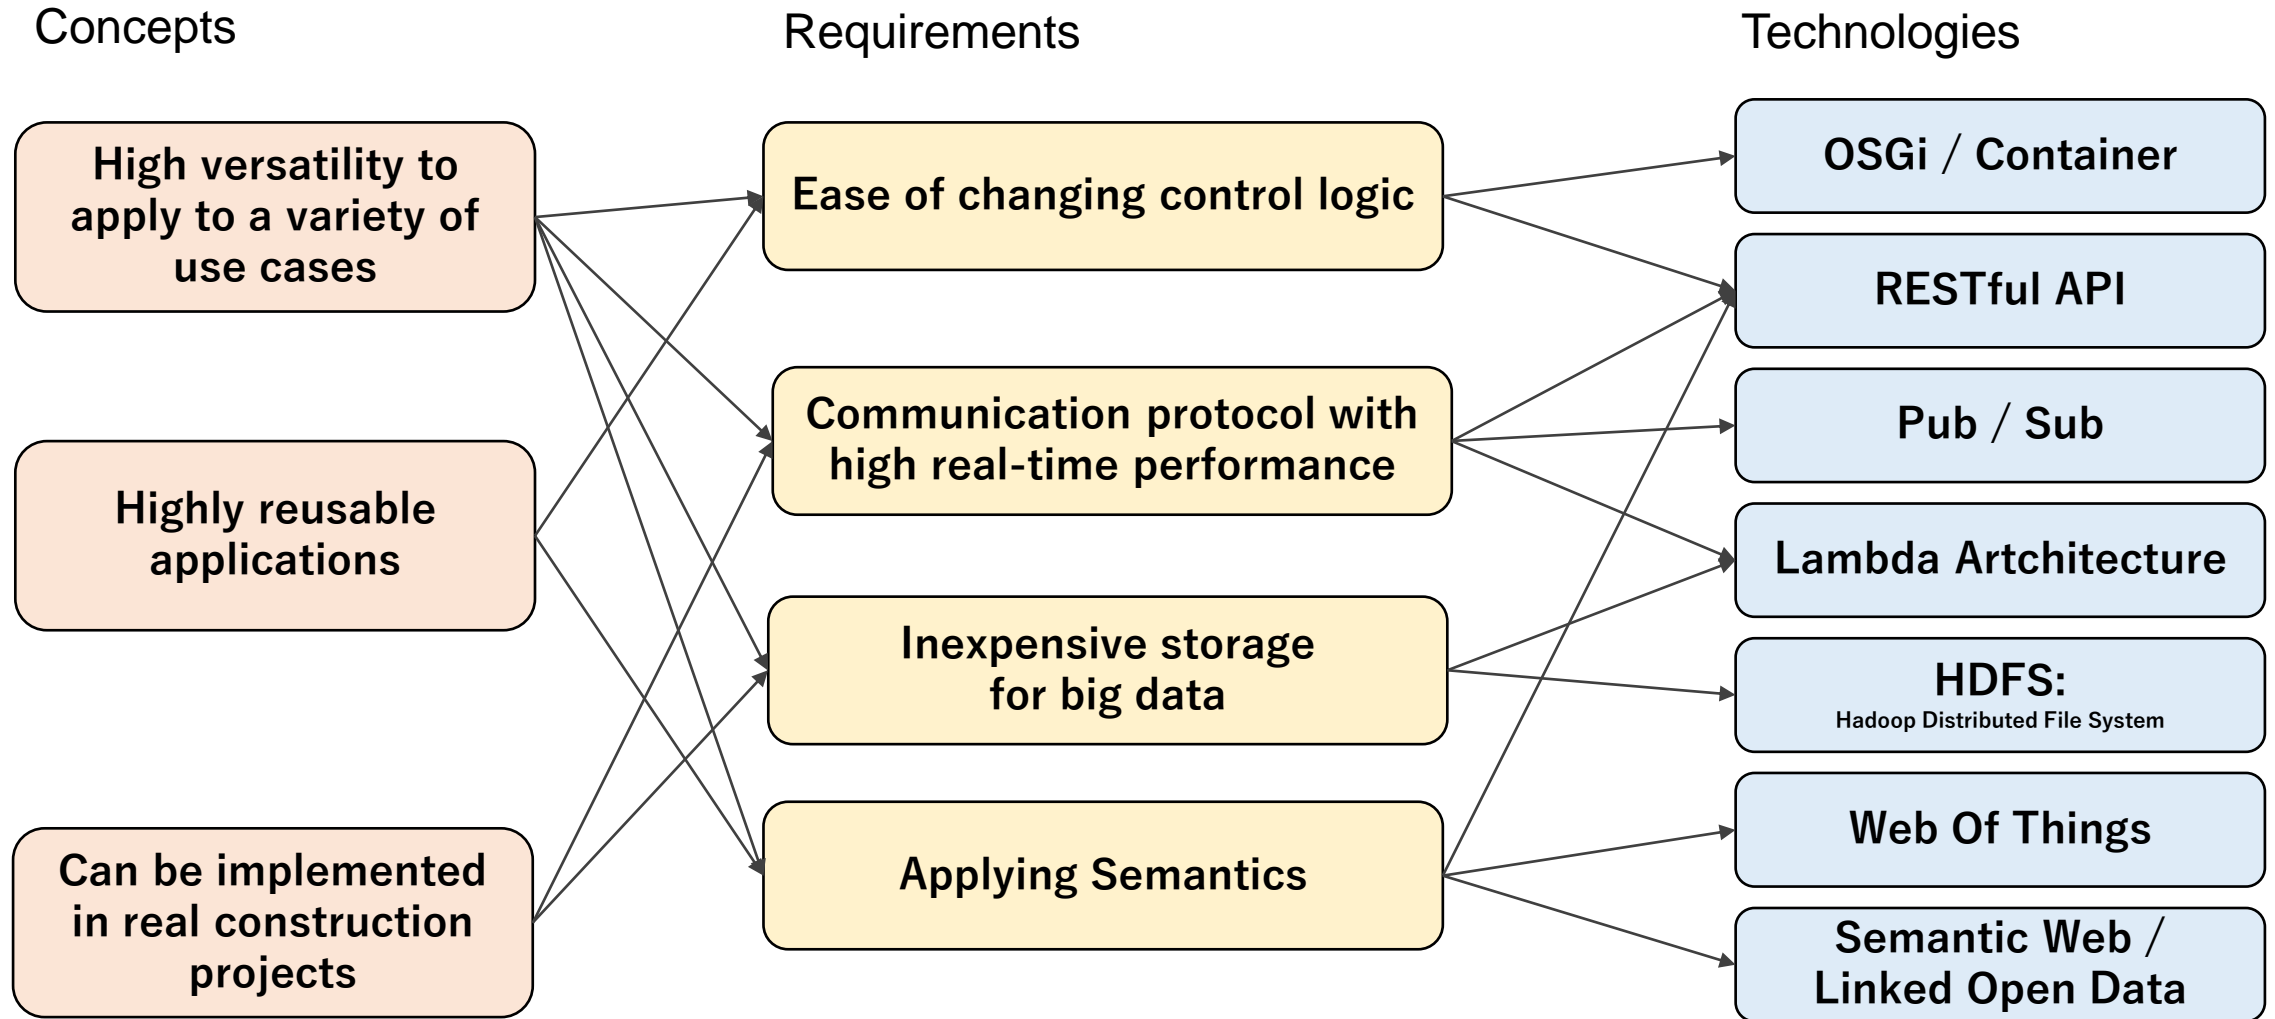 Concepts
Requirements
Technologies
High versatility to
apply to a variety of
use cases
Highly reusable
applications
Can be implemented
in real construction
projects
Ease of changing control logic
Communication protocol with
high real-time performance
Inexpensive storage
for big data
Applying Semantics
OSGi / Container
RESTful API
Pub / Sub
Lambda Artchitecture
HDFS:
Hadoop Distributed File System
Web Of Things
Semantic Web /
Linked Open Data